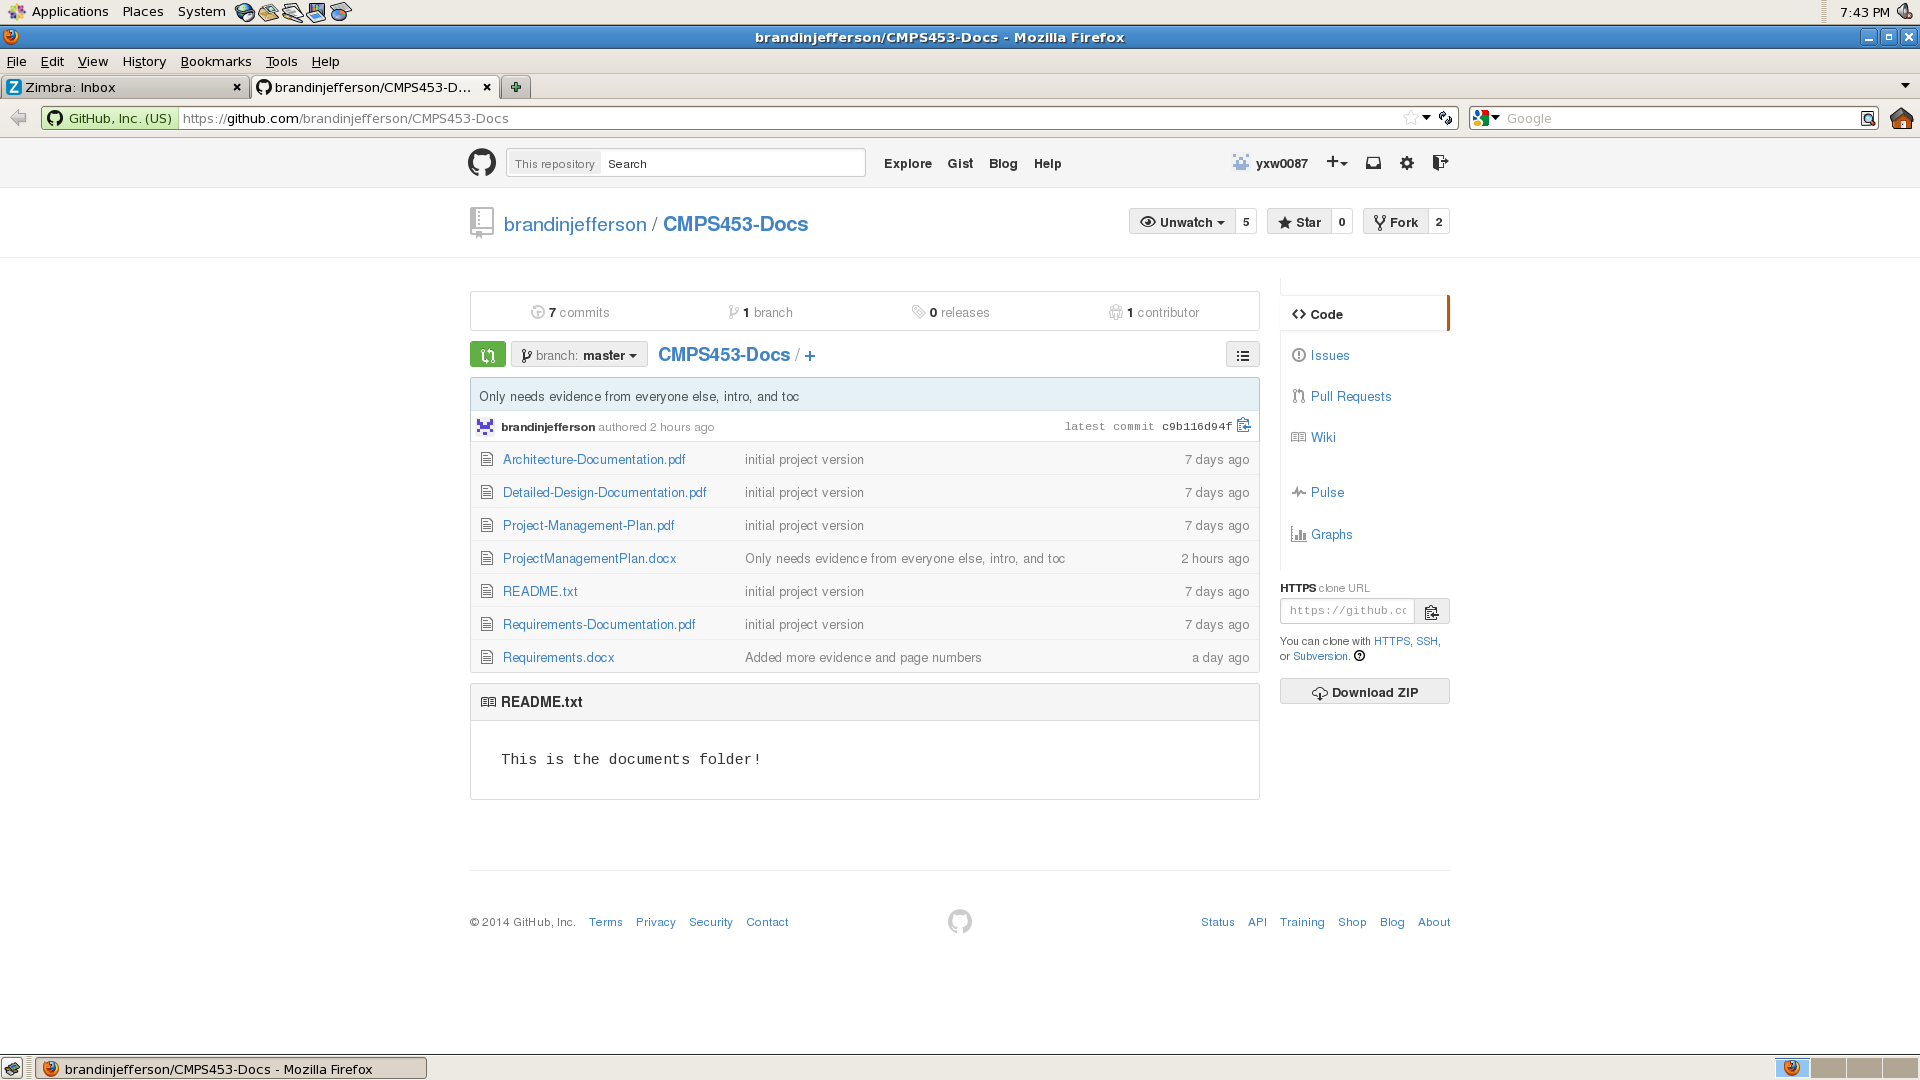 Applications Places System 7:43 PM
brandinjefferson/CMPS453-Docs - Mozilla Firefox
File Edit View History Bookmarks Tools Help
Zimbra: Inbox brandinjefferson/CMPS453-D...
GitHub, Inc. (US) https://github.com/brandinjefferson/CMPS453-Docs Google
This repository Search Explore Gist Blog Help yxw0087
brandinjefferson / CMPS453-Docs Unwatch 5 Star 0 Fork 2
7 commits 1 branch 0 releases 1 contributor
Code
branch: master CMPS453-Docs / +
Issues
Only needs evidence from everyone else, intro, and toc
Pull Requests
brandinjefferson authored 2 hours ago latest commit c9b116d94f
Wiki
Architecture-Documentation.pdf initial project version 7 days ago
Detailed-Design-Documentation.pdf initial project version 7 days ago
Pulse
Project-Management-Plan.pdf initial project version 7 days ago
Graphs
ProjectManagementPlan.docx Only needs evidence from everyone else, intro, and toc 2 hours ago
README.txt initial project version 7 days ago
HTTPS clone URL
https://github.cc
Requirements-Documentation.pdf initial project version 7 days ago
You can clone with HTTPS, SSH,
or Subversion.
Requirements.docx Added more evidence and page numbers a day ago
Download ZIP
README.txt
This is the documents folder!
© 2014 GitHub, Inc. Terms Privacy Security Contact Status API Training Shop Blog About
brandinjefferson/CMPS453-Docs - Mozilla Firefox